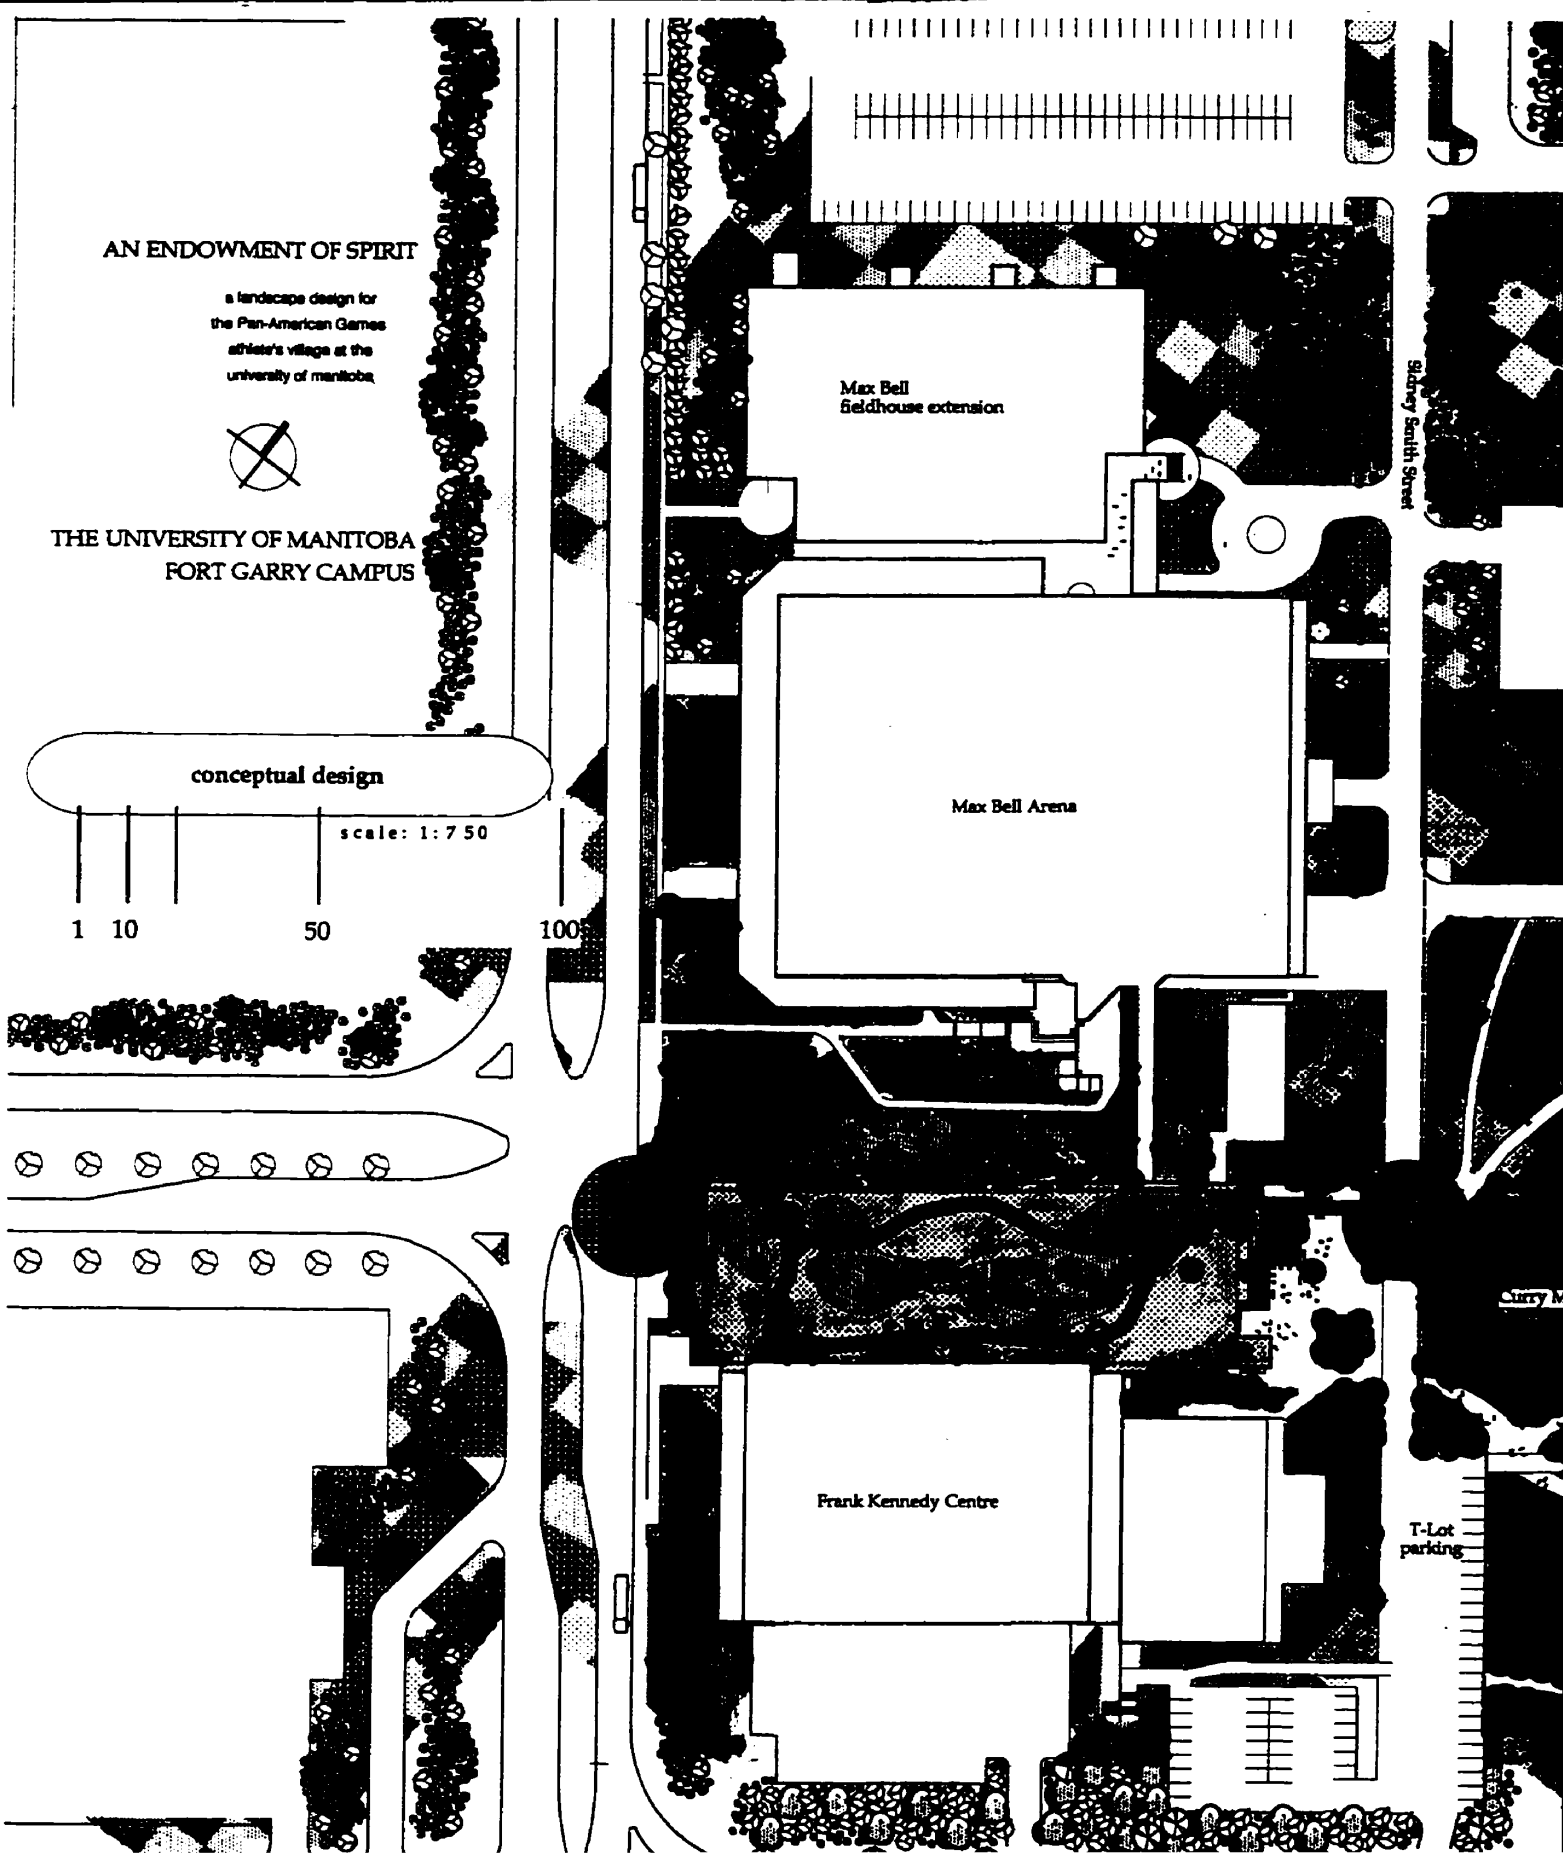 AN ENDOWMENT OF SPIRIT
a landscape design for
the Pan-American Games
athlete's village at the
university of manitoba
THE UNIVERSITY OF MANITOBA
FORT GARRY CAMPUS
conceptual design
scale: 1:750
1 10 50 100
Max Bell
fieldhouse extension
Sidney Smith Street
Max Bell Arena
Curry M
Frank Kennedy Centre
T-Lot
parking